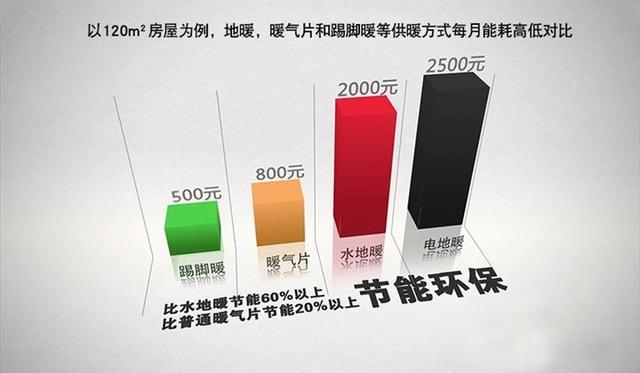 以120m²房屋为例，地暖，暖气片和踢脚暖等供暖方式每月能耗高低对比
500元
800元
2000元
2500元
踢脚暖
暖气片
水地暖
电地暖
比水地暖节能60%以上
比普通暖气片节能20%以上
节能环保